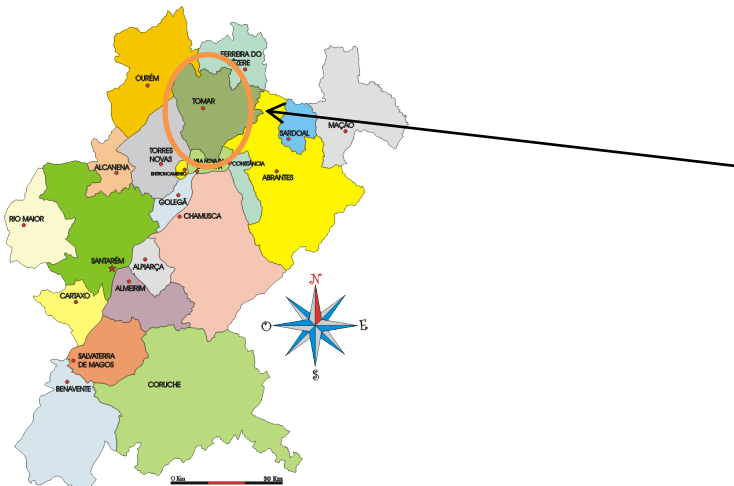 FERREIRA DO
ZÊZERE
OURÉM
TOMAR
MAÇÃO
SARDOAL
TORRES
NOVAS
ALCANENA
ENTRONCAMENTO
CONSTÂNCIA
ABRANTES
GOLEGÃ
CHAMUSCA
RIO MAIOR
SANTARÉM
ALPIARÇA
ALMEIRIM
CARTAXO
SALVATERRA
DE MAGOS
BENAVENTE
CORUCHE
N
O
E
S
0 Km
30 Km